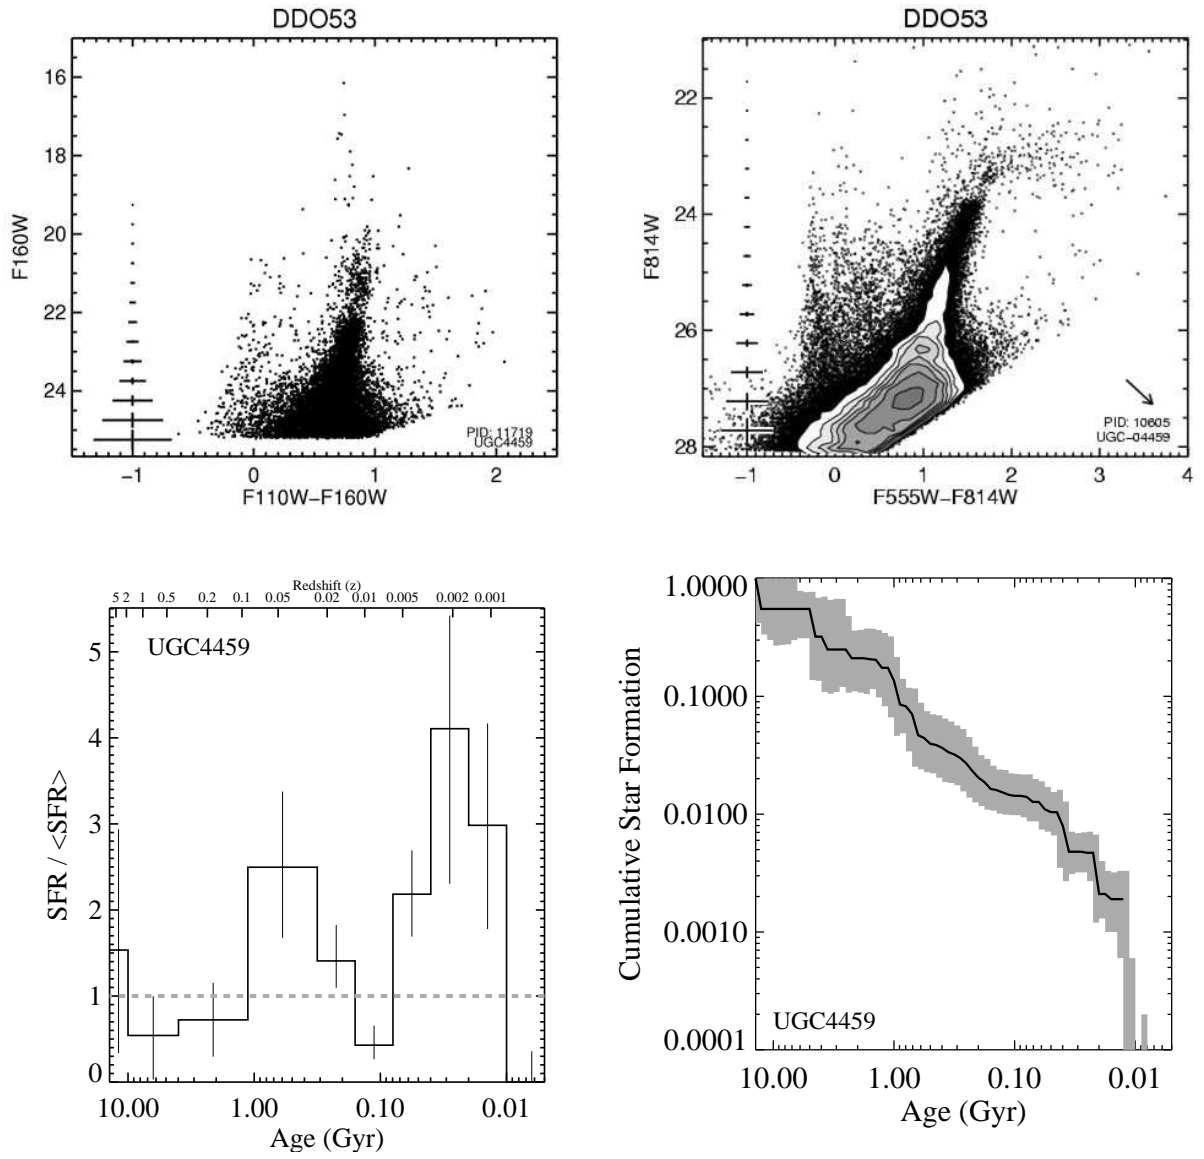 DDO53
16
18
20
22
24
F160W
PID: 11719
UGC4459
−1 0 1 2
F110W−F160W
DDO53
22
24
26
28
F814W
PID: 10605
UGC−04459
−1 0 1 2 3 4
F555W−F814W
Redshift (z)
5 2 1 0.5 0.2 0.1 0.05 0.02 0.01 0.005 0.002 0.001
UGC4459
5
4
3
2
1
0
SFR / <SFR>
10.00 1.00 0.10 0.01
Age (Gyr)
1.0000
0.1000
0.0100
0.0010
0.0001
Cumulative Star Formation
UGC4459
10.00 1.00 0.10 0.01
Age (Gyr)